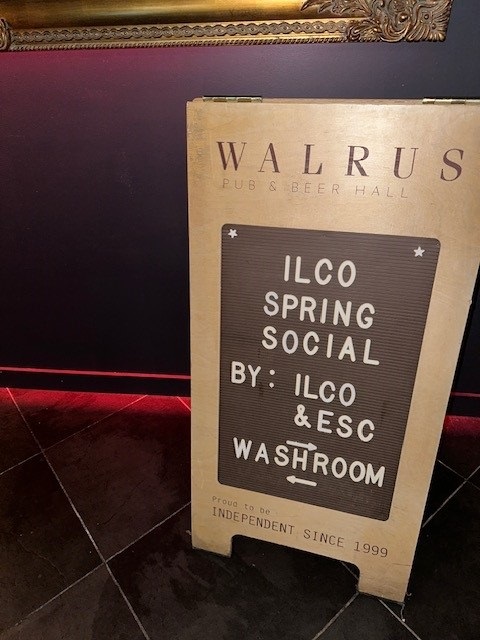 WALRUS
PUB & BEER HALL
ILCO
SPRING
SOCIAL
BY: ILCO
& ESC
→
WASHROOM
←
Proud to be
INDEPENDENT SINCE 1999